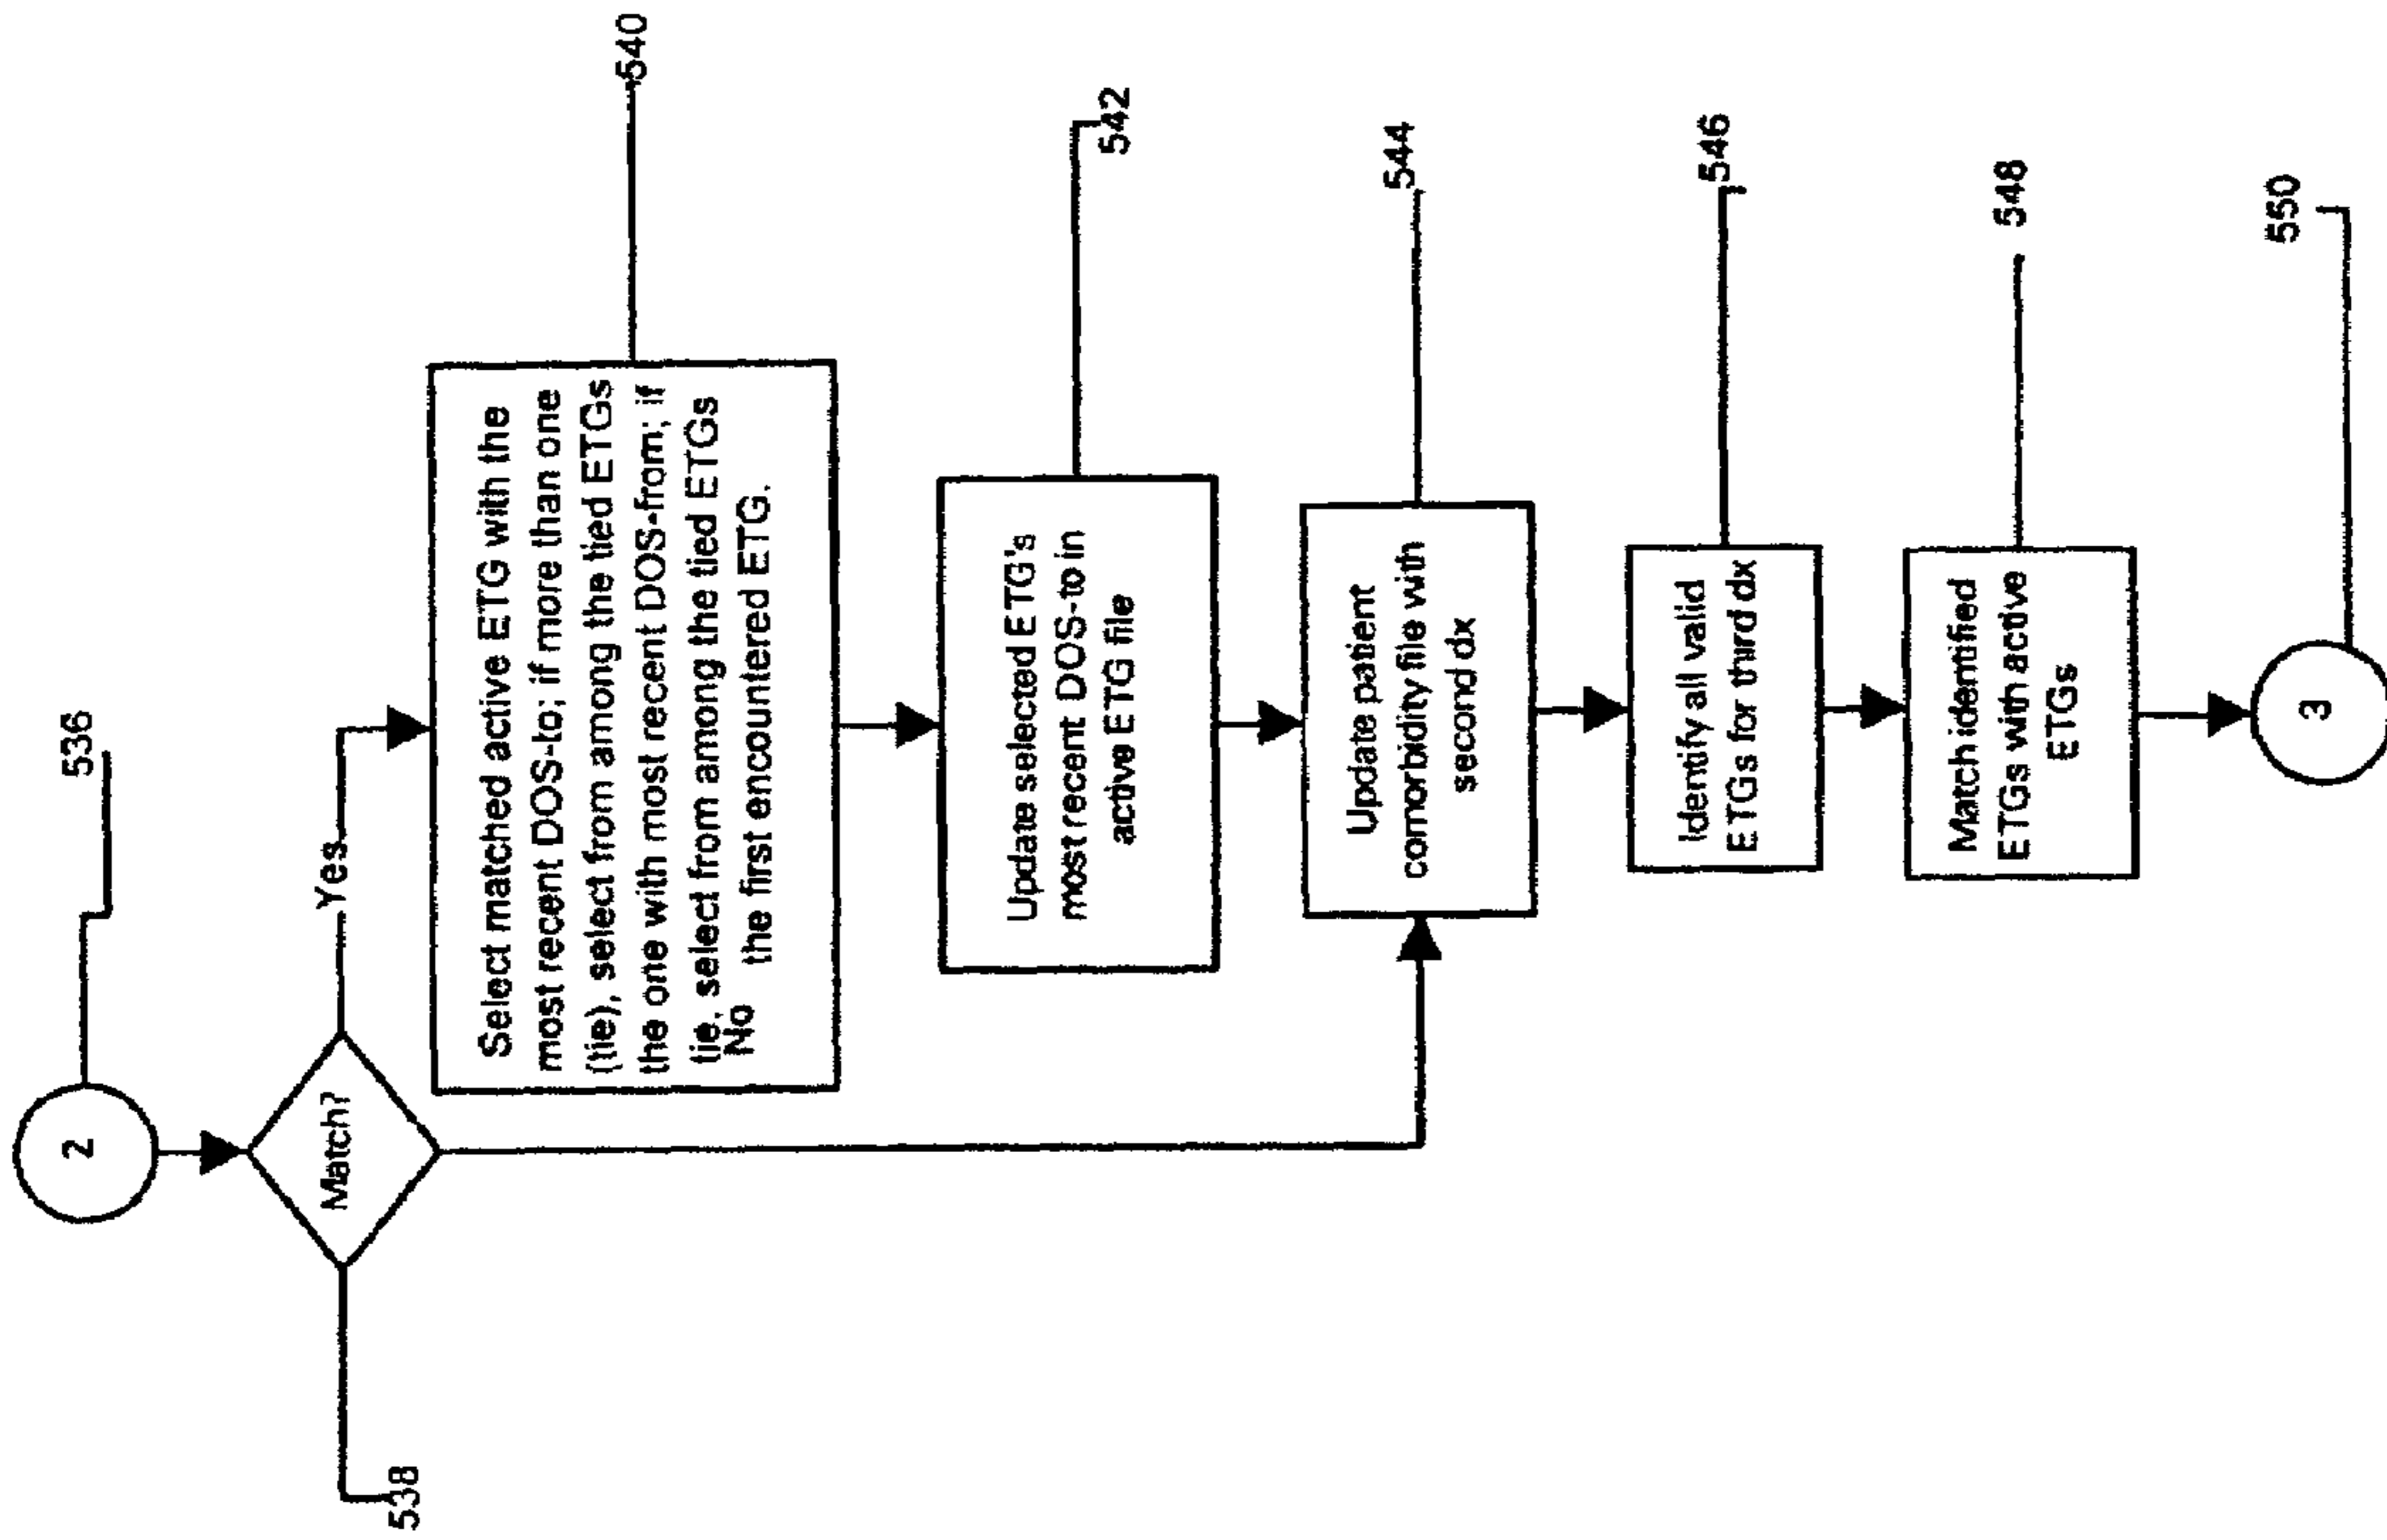 2
536
Match?
538
Yes
Select matched active ETG with the
most recent DOS-to; if more than one
(tie), select from among the tied ETGs
the one with most recent DOS-from; if
tie, select from among the tied ETGs
the first encountered ETG.
540
No
Update selected ETG's
most recent DOS-to in
active ETG file
542
Update patient
comorbidity file with
second dx
544
Identify all valid
ETGs for third dx
546
Match identified
ETGs with active
ETGs
548
3
550